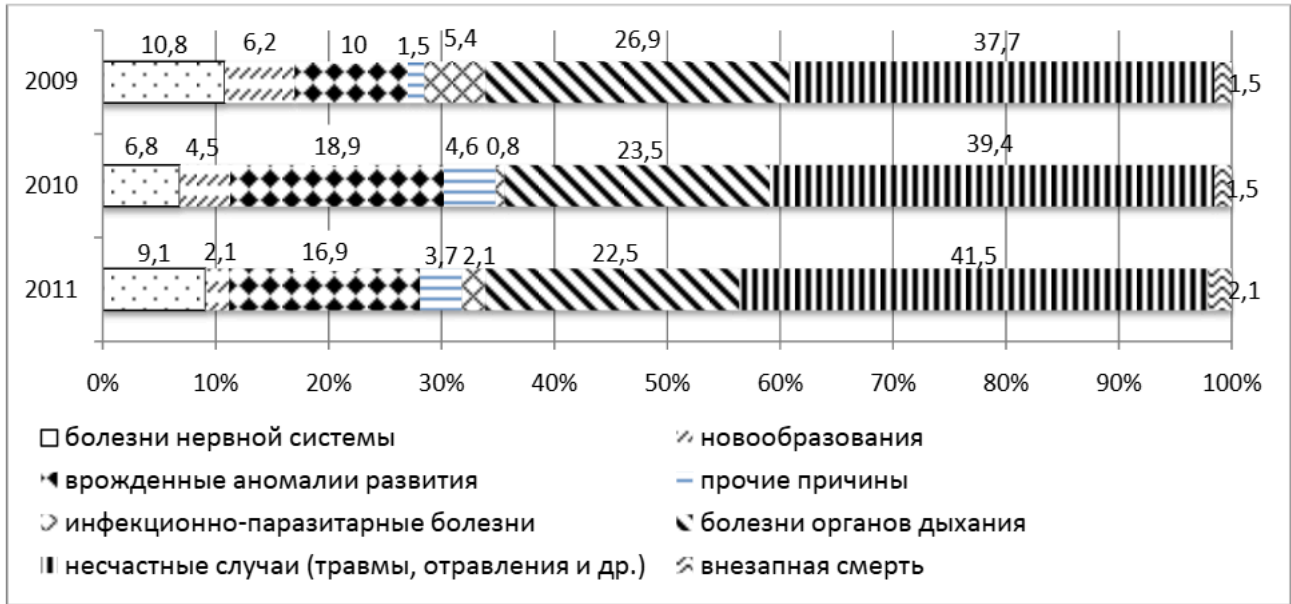 10,8 6,2 10 1,5 5,4 26,9 37,7
2009 1,5
6,8 4,5 18,9 4,6 0,8 23,5 39,4
2010 1,5
9,1 2,1 16,9 3,7 2,1 22,5 41,5
2011 2,1
0% 10% 20% 30% 40% 50% 60% 70% 80% 90% 100%
болезни нервной системы новообразования
врожденные аномалии развития прочие причины
инфекционно-паразитарные болезни болезни органов дыхания
несчастные случаи (травмы, отравления и др.) внезапная смерть